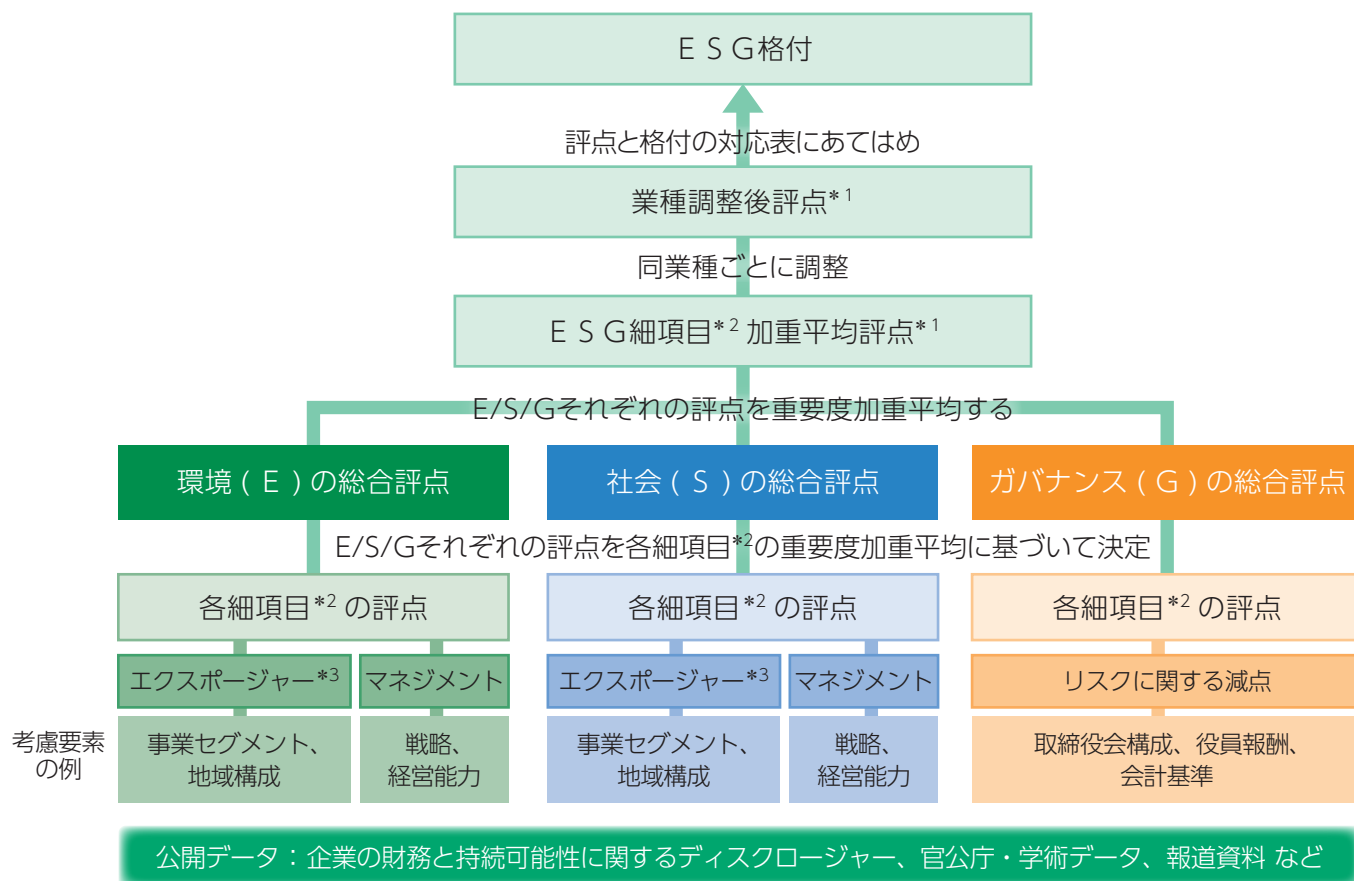 ＥＳＧ格付
評点と格付の対応表にあてはめ
業種調整後評点*1
同業種ごとに調整
ＥＳＧ細項目*2 加重平均評点*1
E/S/Gそれぞれの評点を重要度加重平均する
環境(Ｅ)の総合評点
社会(Ｓ)の総合評点
ガバナンス(Ｇ)の総合評点
E/S/Gそれぞれの評点を各細項目*2の重要度加重平均に基づいて決定
各細項目*2 の評点
各細項目*2 の評点
各細項目*2 の評点
エクスポージャー*3
マネジメント
エクスポージャー*3
マネジメント
リスクに関する減点
考慮要素
の例
事業セグメント、
地域構成
戦略、
経営能力
事業セグメント、
地域構成
戦略、
経営能力
取締役会構成、役員報酬、
会計基準
公開データ：企業の財務と持続可能性に関するディスクロージャー、官公庁・学術データ、報道資料 など